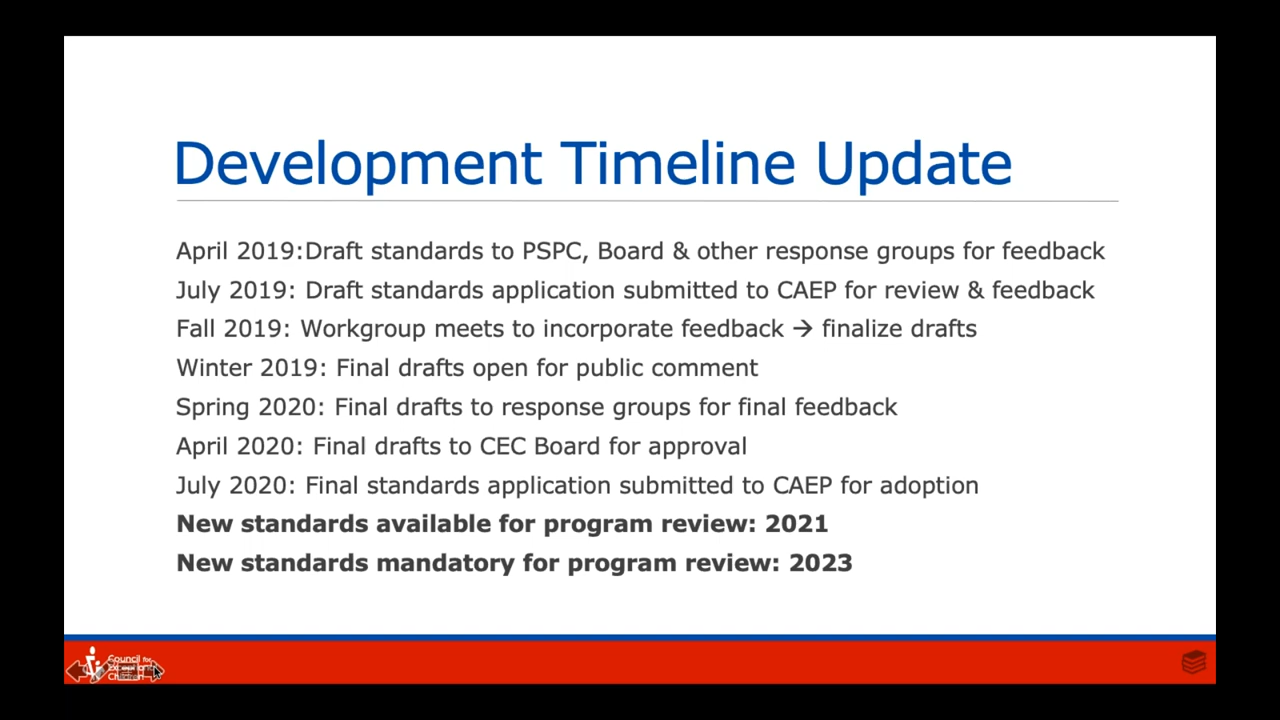 Development Timeline Update
April 2019:Draft standards to PSPC, Board & other response groups for feedback
July 2019: Draft standards application submitted to CAEP for review & feedback
Fall 2019: Workgroup meets to incorporate feedback → finalize drafts
Winter 2019: Final drafts open for public comment
Spring 2020: Final drafts to response groups for final feedback
April 2020: Final drafts to CEC Board for approval
July 2020: Final standards application submitted to CAEP for adoption
New standards available for program review: 2021
New standards mandatory for program review: 2023
Council for
Children